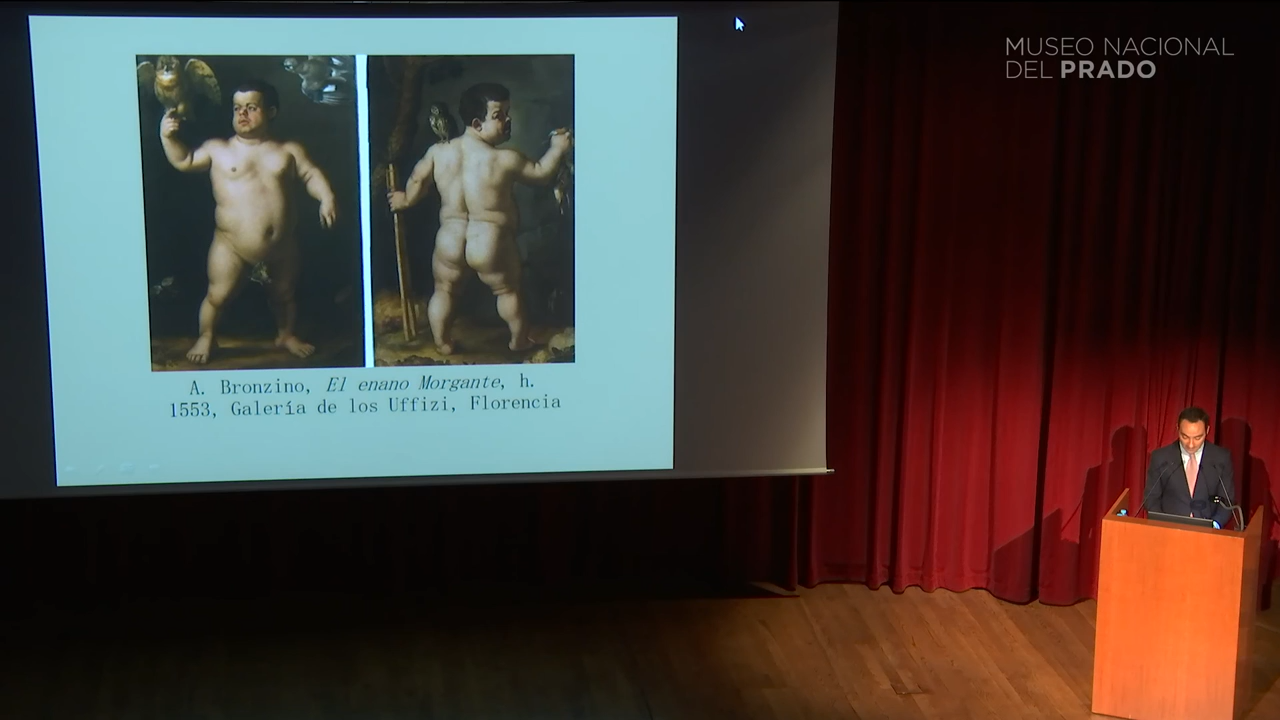 MUSEO NACIONAL
DEL PRADO
A. Bronzino, El enano Morgante, h.
1553, Galería de los Uffizi, Florencia